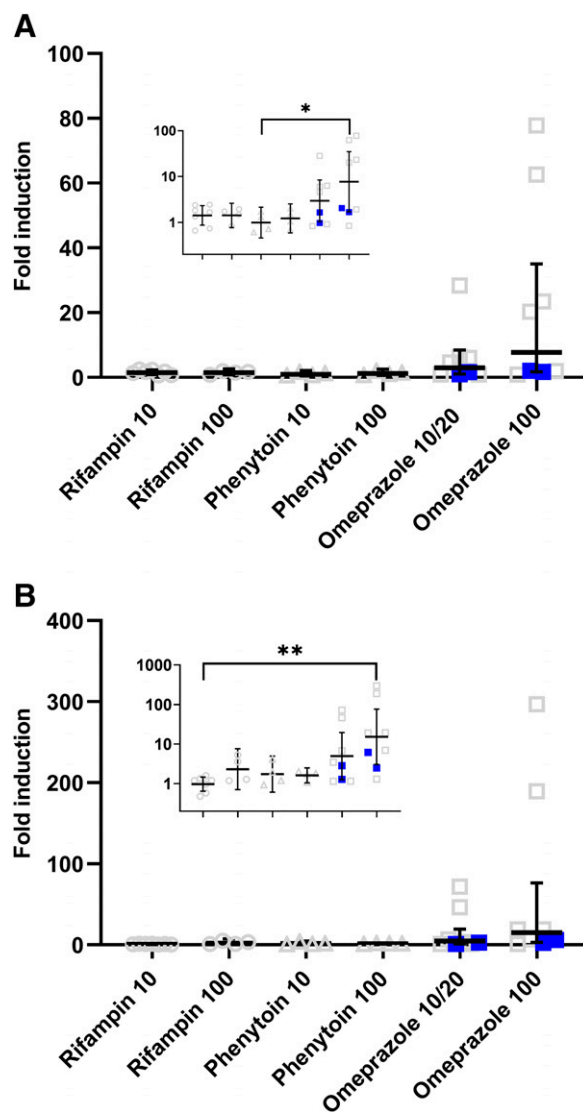 A
Fold induction
100
80
60
40
20
0
100
10
1
*
Rifampin 10
Rifampin 100
Phenytoin 10
Phenytoin 100
Omeprazole 10/20
Omeprazole 100
B
Fold induction
400
300
200
100
0
1000
100
10
1
**
Rifampin 10
Rifampin 100
Phenytoin 10
Phenytoin 100
Omeprazole 10/20
Omeprazole 100